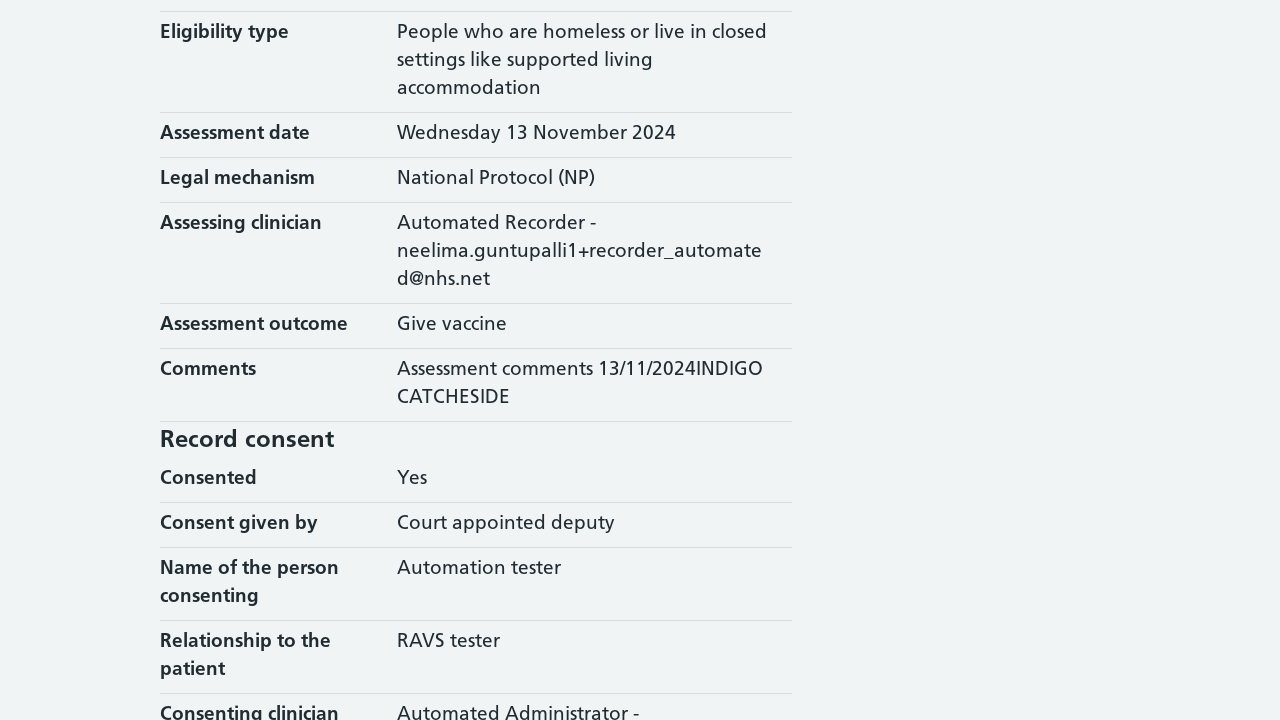 Eligibility type
People who are homeless or live in closed
settings like supported living
accommodation
Assessment date
Wednesday 13 November 2024
Legal mechanism
National Protocol (NP)
Assessing clinician
Automated Recorder -
neelima.guntupalli1+recorder_automate
d@nhs.net
Assessment outcome
Give vaccine
Comments
Assessment comments 13/11/2024INDIGO
CATCHESIDE
Record consent
Consented
Yes
Consent given by
Court appointed deputy
Name of the person
consenting
Automation tester
Relationship to the
patient
RAVS tester
Consenting clinician
Automated Administrator -